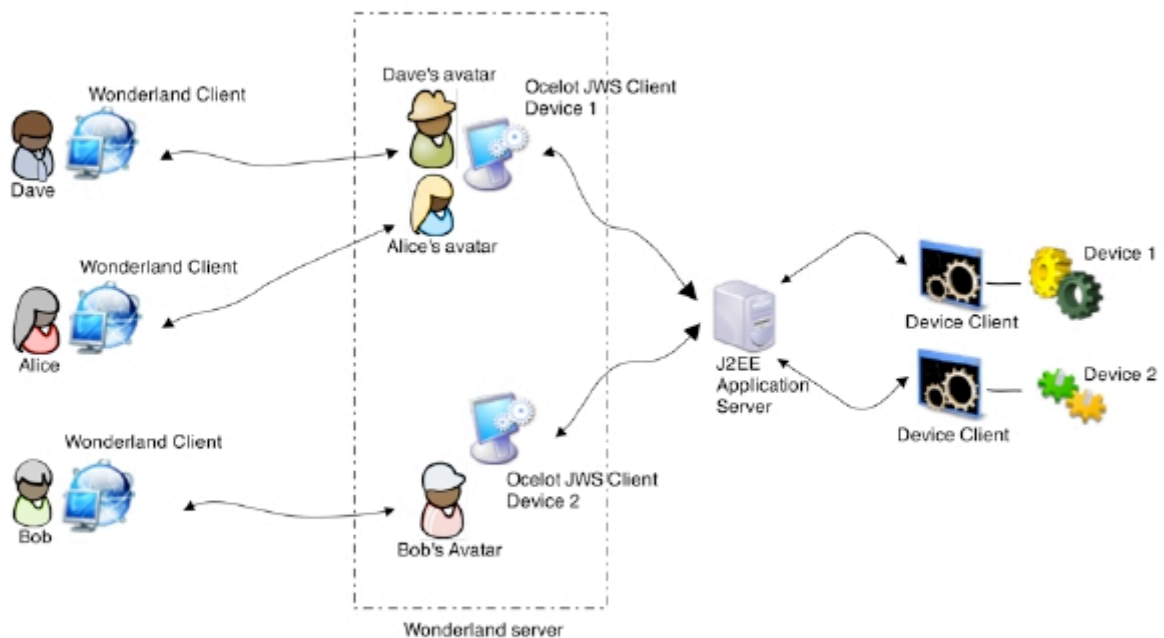 Dave's avatar
Ocelot JWS Client
Device 1
Wonderland Client
Dave
Alice's avatar
Wonderland Client
Alice
Device 1
Device Client
J2EE
Application
Server
Device 2
Device Client
Wonderland Client
Bob
Ocelot JWS Client
Device 2
Bob's Avatar
Wonderland server